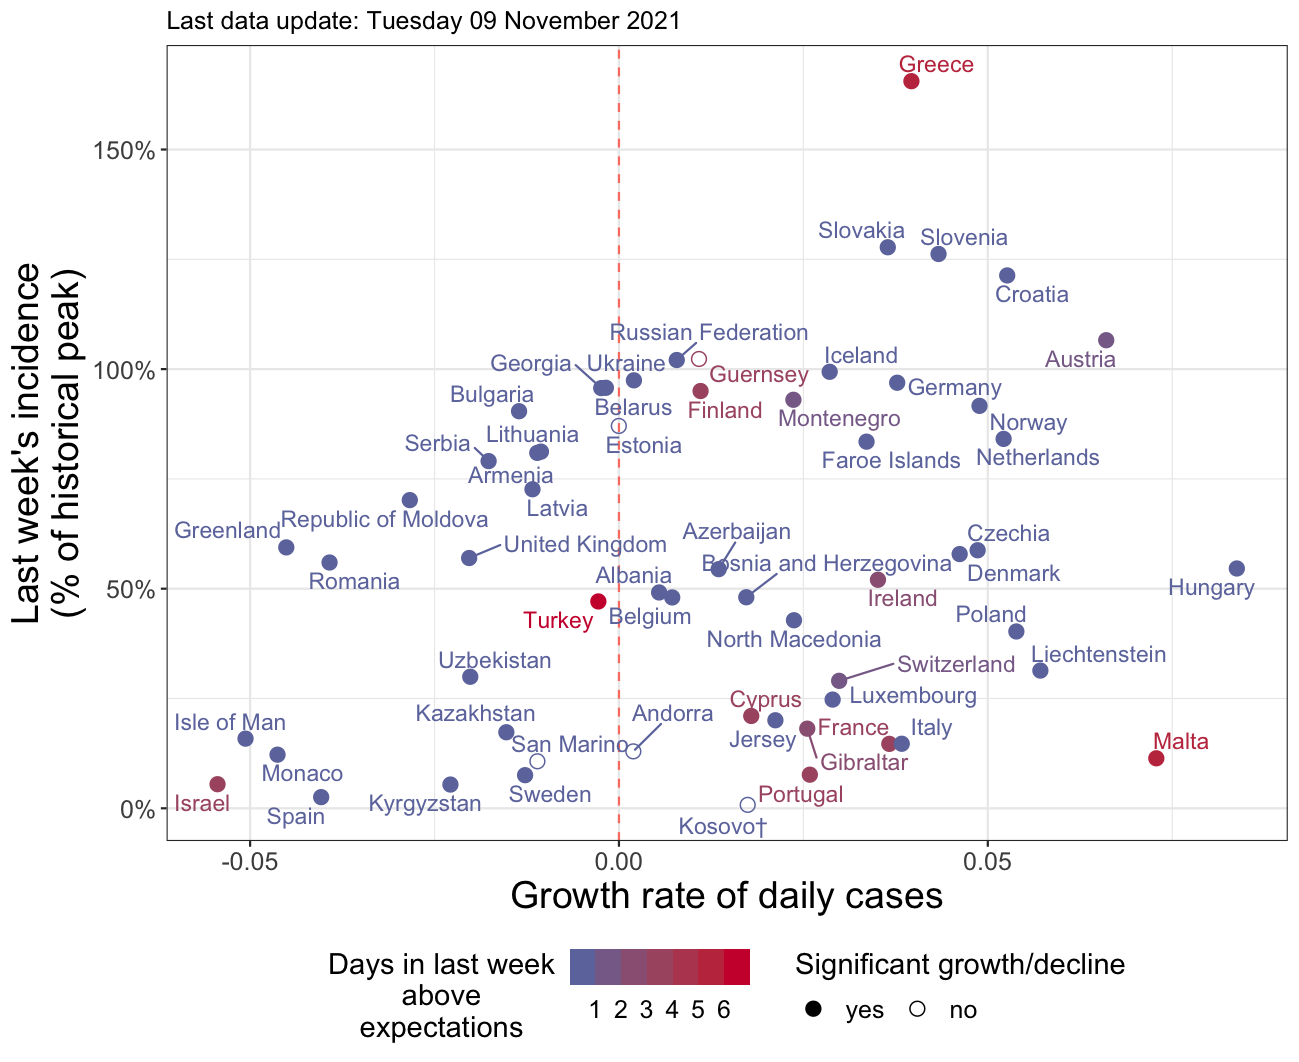 Last data update: Tuesday 09 November 2021
Last week's incidence
(% of historical peak)
150%
100%
50%
0%
Greece
Slovakia
Slovenia
Croatia
Russian Federation
Austria
Georgia
Ukraine
Iceland
Guernsey
Germany
Bulgaria
Belarus
Finland
Montenegro
Norway
Lithuania
Serbia
Estonia
Faroe Islands
Netherlands
Armenia
Latvia
Republic of Moldova
Greenland
Azerbaijan
Czechia
United Kingdom
Bosnia and Herzegovina
Romania
Albania
Denmark
Hungary
Ireland
Turkey
Belgium
Poland
North Macedonia
Liechtenstein
Uzbekistan
Switzerland
Cyprus
Luxembourg
Isle of Man
Kazakhstan
Andorra
France
Italy
Jersey
San Marino
Malta
Monaco
Gibraltar
Israel
Kyrgyzstan
Sweden
Portugal
Spain
Kosovo†
-0.05
0.00
0.05
Growth rate of daily cases
Days in last week
above
expectations
1 2 3 4 5 6
Significant growth/decline
yes
no